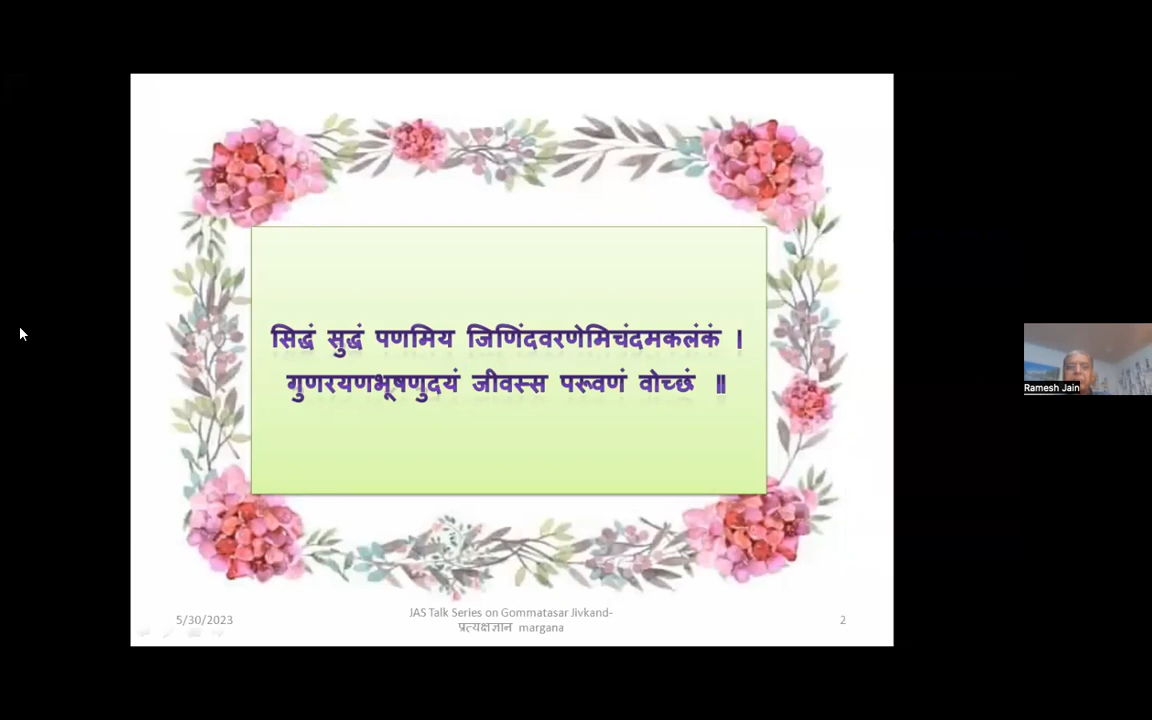 सिद्धं सुद्धं पणमिय जिणिंदवरणेमिचंदमकलंकं ।
गुणरयणभूषणुदयं जीवस्स परूवणं वोच्छं ॥
Ramesh Jain
5/30/2023
JAS Talk Series on Gommatasar Jivkand-
प्रत्यक्षज्ञान margana
2